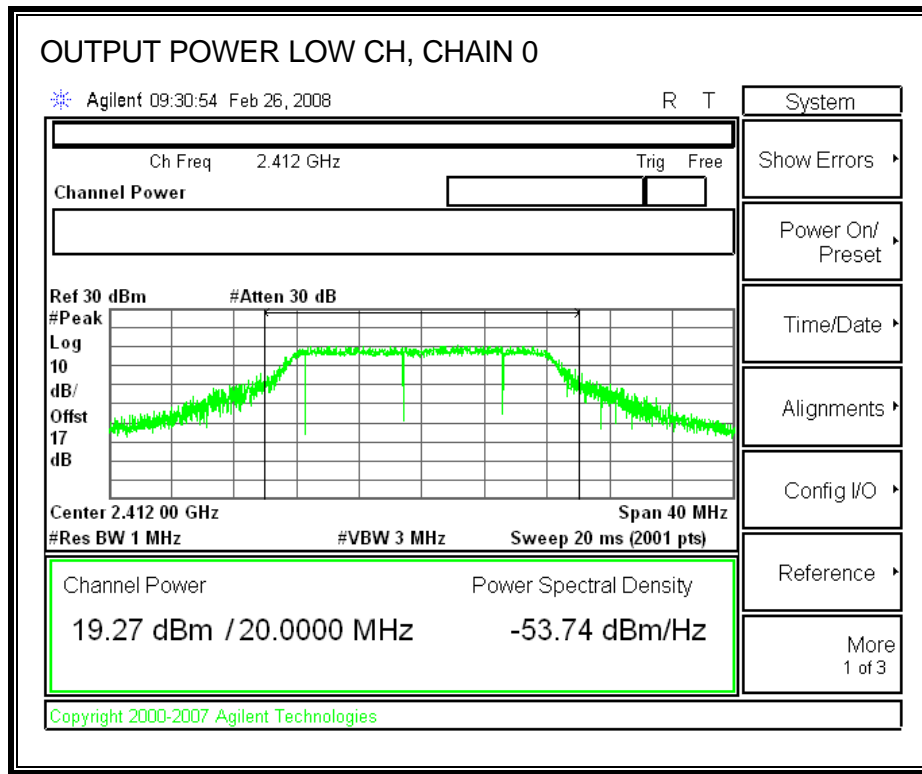 OUTPUT POWER LOW CH, CHAIN 0
Agilent 09:30:54 Feb 26, 2008 R T
System
Ch Freq 2.412 GHz Trig Free
Show Errors
Channel Power
Power On/
Preset
Ref 30 dBm #Atten 30 dB
#Peak
Log
10
dB/
Offst
17
dB
Time/Date
Alignments
Config I/O
Center 2.412 00 GHz Span 40 MHz
#Res BW 1 MHz #VBW 3 MHz Sweep 20 ms (2001 pts)
Channel Power Power Spectral Density
Reference
19.27 dBm / 20.0000 MHz -53.74 dBm/Hz
More
1 of 3
Copyright 2000-2007 Agilent Technologies